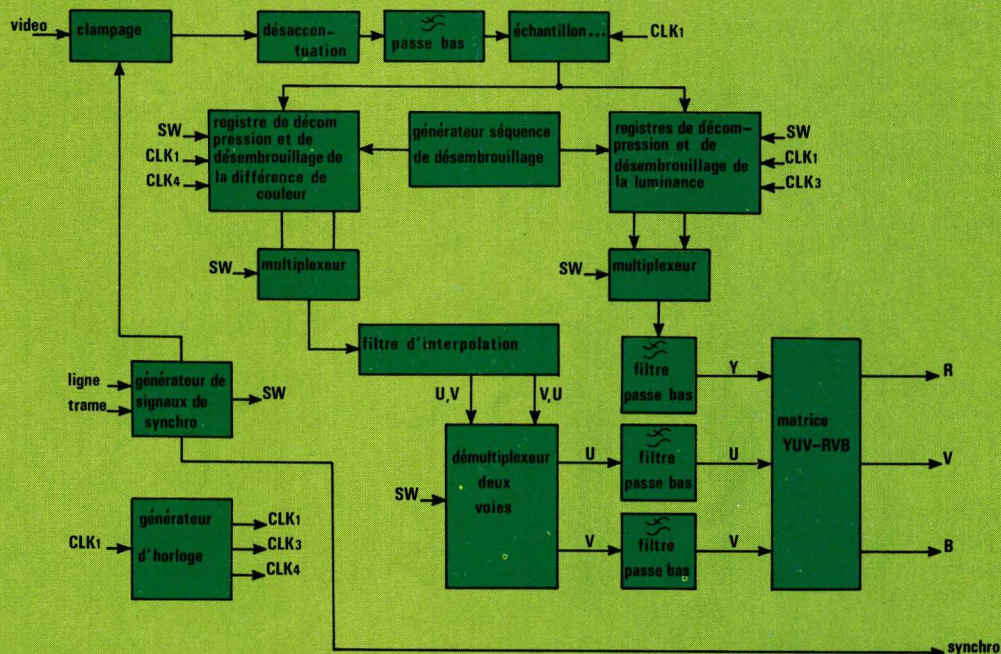 video
clampage
désaccen-
tuation
passe bas
échantillon...
CLK1
registre de décom
pression et de
désembrouillage de
la différence de
couleur
SW
CLK1
CLK4
générateur séquence
de désembrouillage
registres de décom-
pression et de
désembrouillage de
la luminance
SW
CLK1
CLK3
SW
multiplexeur
SW
multiplexeur
filtre d'interpolation
U,V
V,U
filtre
passe bas
Y
ligne
trame
générateur de
signaux de
synchro
SW
démultiplexeur
deux
voies
SW
U
filtre
passe bas
U
V
filtre
passe bas
V
matrice
YUV-RVB
R
V
B
CLK1
générateur
d'horloge
CLK1
CLK3
CLK4
synchro